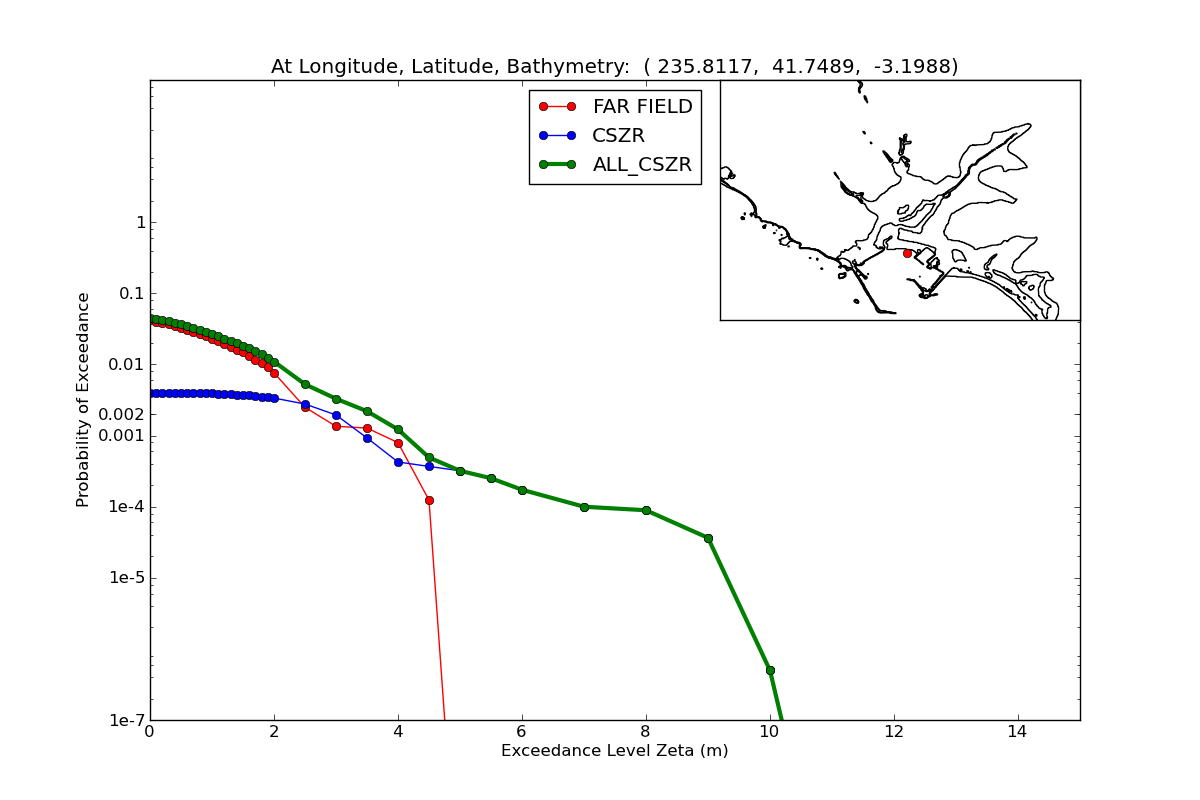 At Longitude, Latitude, Bathymetry: ( 235.8117, 41.7489, -3.1988)
FAR FIELD
CSZR
ALL_CSZR
Probability of Exceedance
1
0.1
0.01
0.002
0.001
1e-4
1e-5
1e-7
0 2 4 6 8 10 12 14
Exceedance Level Zeta (m)